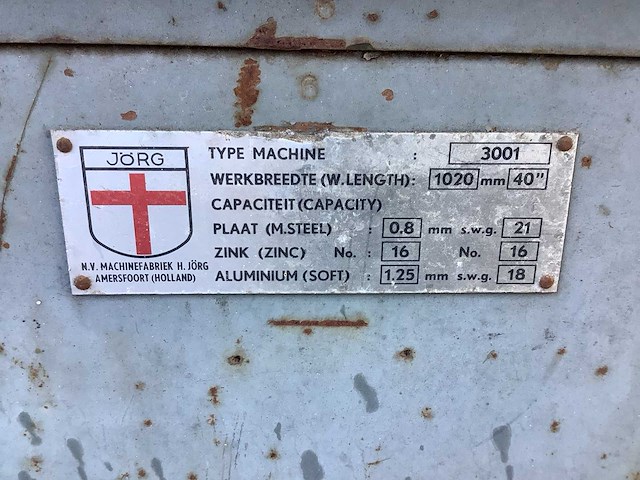 JÖRG
N.V. MACHINEFABRIEK H. JÖRG
AMERSFOORT (HOLLAND)
TYPE MACHINE : 3001
WERKBREEDTE (W. LENGTH): 1020 mm 40"
CAPACITEIT (CAPACITY)
PLAAT (M. STEEL) : 0.8 mm s.w.g. 21
ZINK (ZINC) No. : 16 No. 16
ALUMINIUM (SOFT) : 1.25 mm s.w.g. 18